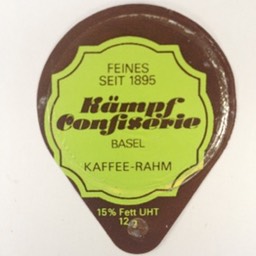 FEINES
SEIT 1895
Kämpf
Confiserie
BASEL
KAFFEE-RAHM
15% Fett UHT
12 g